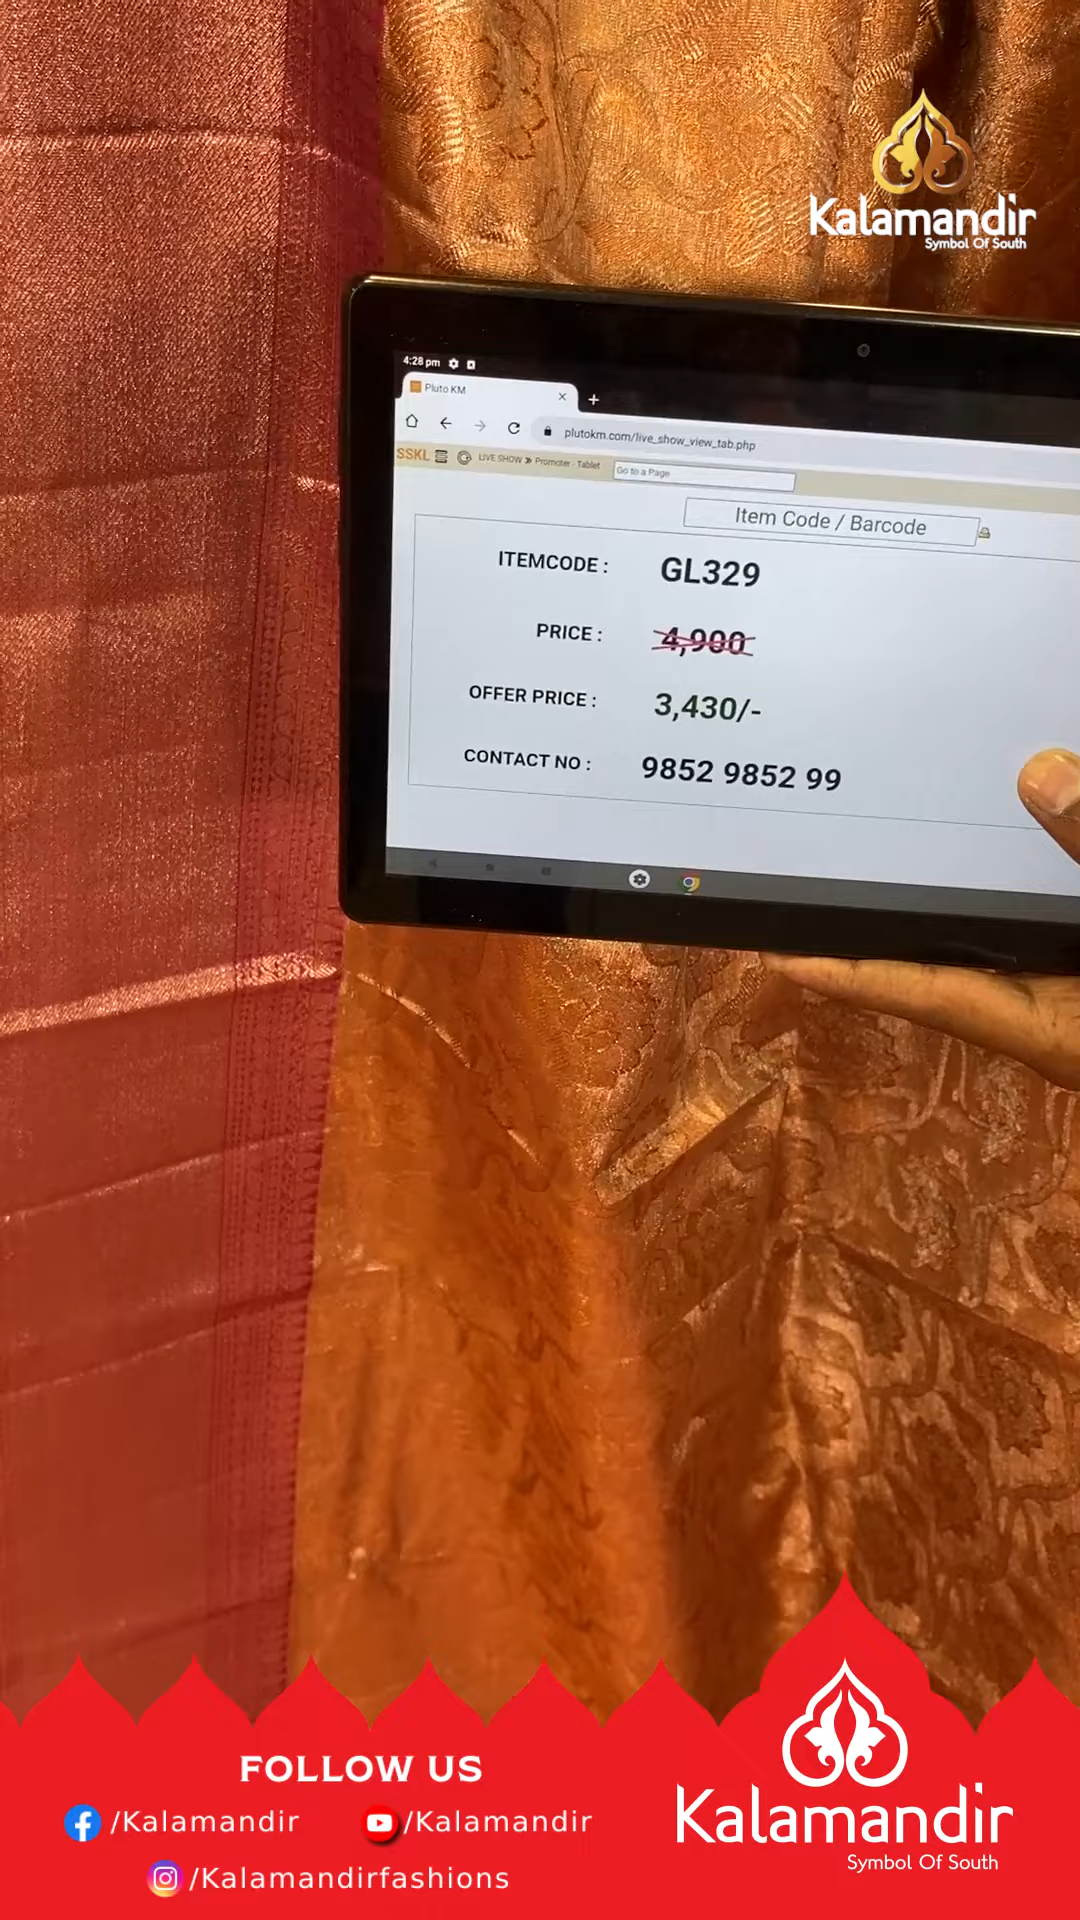 Kalamandir
Symbol Of South
4:28 pm
Pluto KM
plutokm.com/live_show_view_tab.php
SSKL LIVE SHOW » Promoter - Tablet Go to a Page
Item Code / Barcode
ITEMCODE : GL329
PRICE : 4,900
OFFER PRICE : 3,430/-
CONTACT NO : 9852 9852 99
FOLLOW US
/Kalamandir /Kalamandir
/Kalamandirfashions
Kalamandir
Symbol Of South